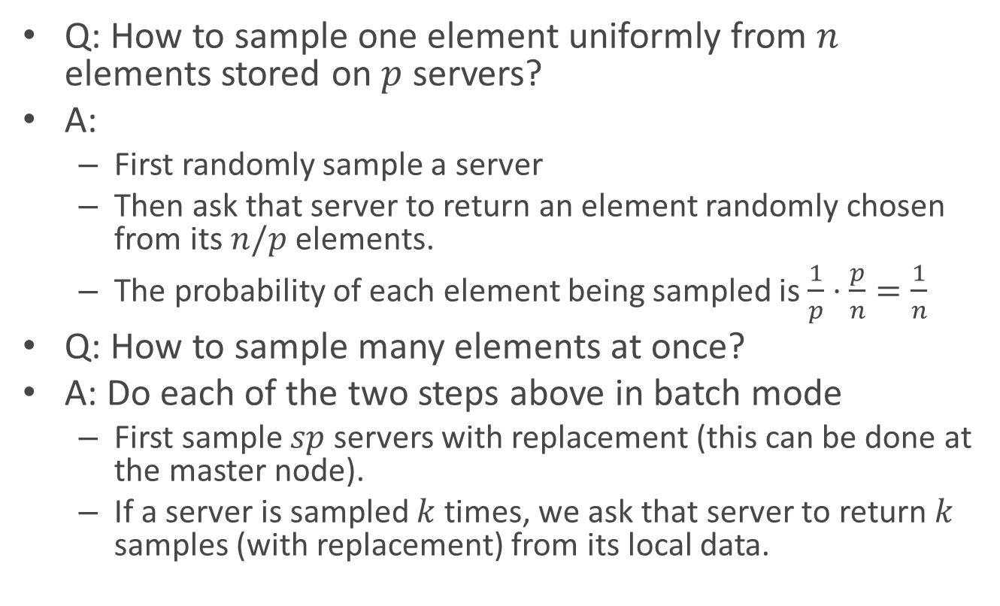 • Q: How to sample one element uniformly from n
elements stored on p servers?
• A:
– First randomly sample a server
– Then ask that server to return an element randomly chosen
from its n/p elements.
– The probability of each element being sampled is 1/p · p/n = 1/n
• Q: How to sample many elements at once?
• A: Do each of the two steps above in batch mode
– First sample sp servers with replacement (this can be done at
the master node).
– If a server is sampled k times, we ask that server to return k
samples (with replacement) from its local data.